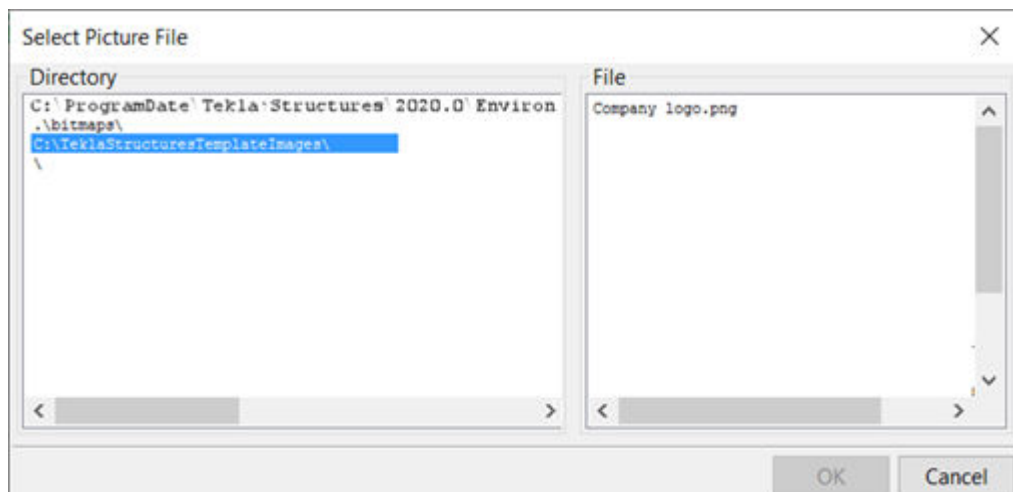 Select Picture File
Directory
C:\ProgramDate\Tekla Structures\2020.0\Environ
.\bitmaps\
C:\TeklaStructuresTemplateImages\
\
File
Company logo.png
OK
Cancel